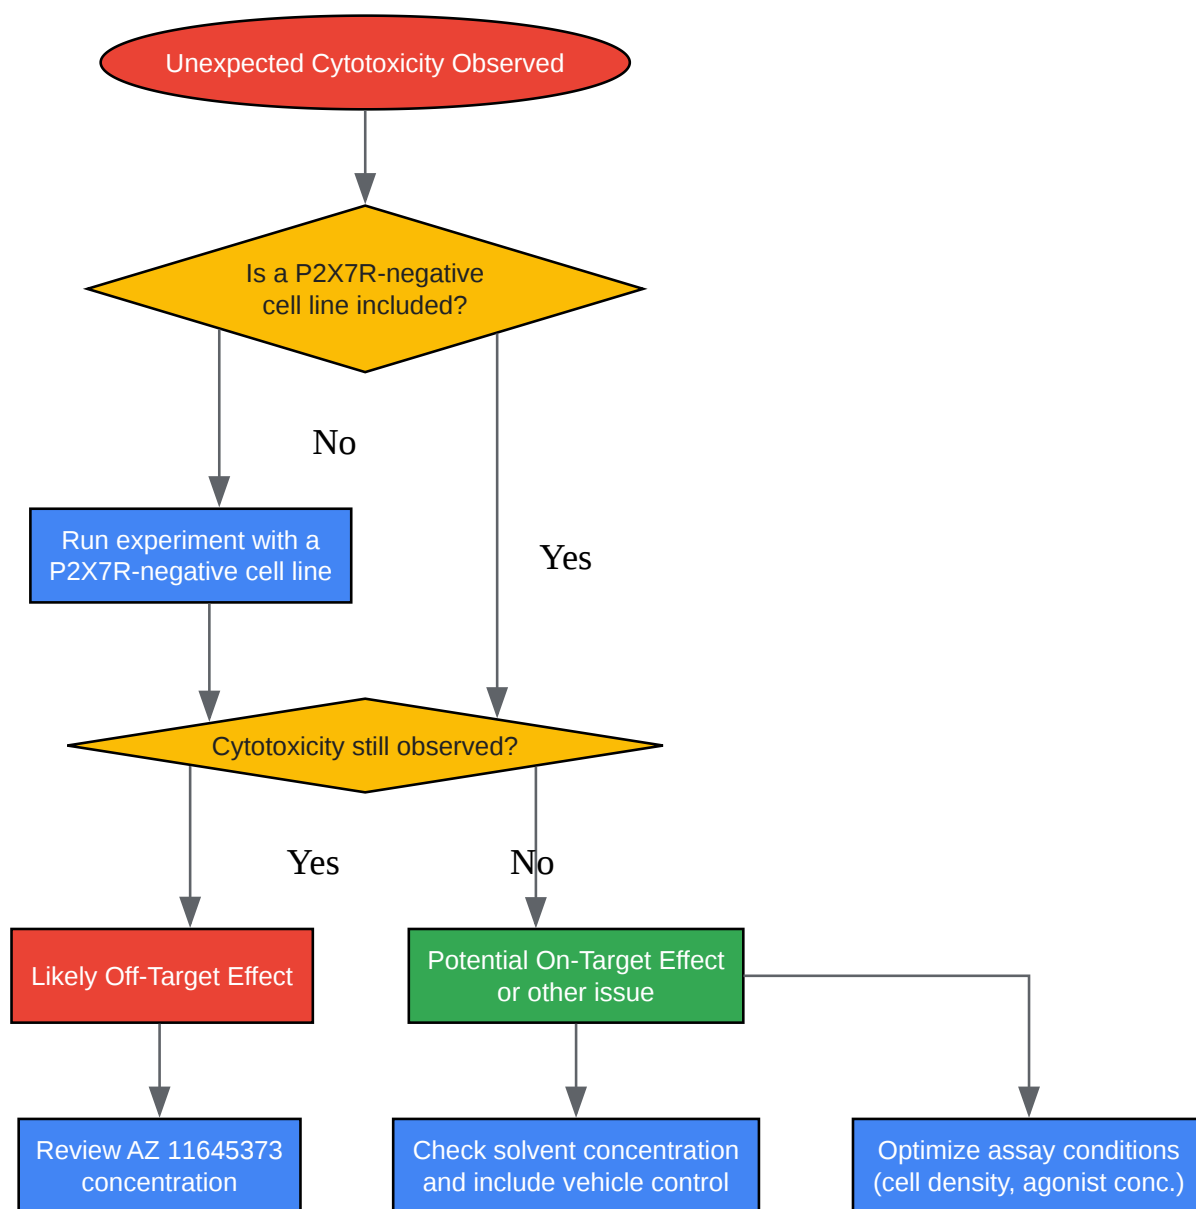 Unexpected Cytotoxicity Observed
Is a P2X7R-negative
cell line included?
No
Run experiment with a
P2X7R-negative cell line
Yes
Cytotoxicity still observed?
Yes
No
Likely Off-Target Effect
Potential On-Target Effect
or other issue
Review AZ 11645373
concentration
Check solvent concentration
and include vehicle control
Optimize assay conditions
(cell density, agonist conc.)